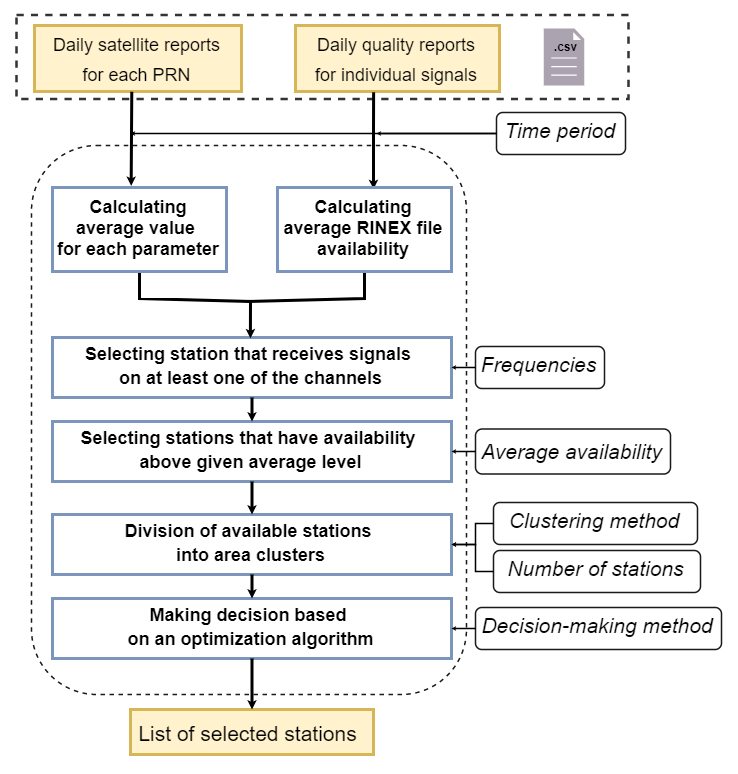 Daily satellite reports
for each PRN
Daily quality reports
for individual signals
.csv
Time period
Calculating
average value
for each parameter
Calculating
average RINEX file
availability
Selecting station that receives signals
on at least one of the channels
Frequencies
Selecting stations that have availability
above given average level
Average availability
Division of available stations
into area clusters
Clustering method
Number of stations
Making decision based
on an optimization algorithm
Decision-making method
List of selected stations